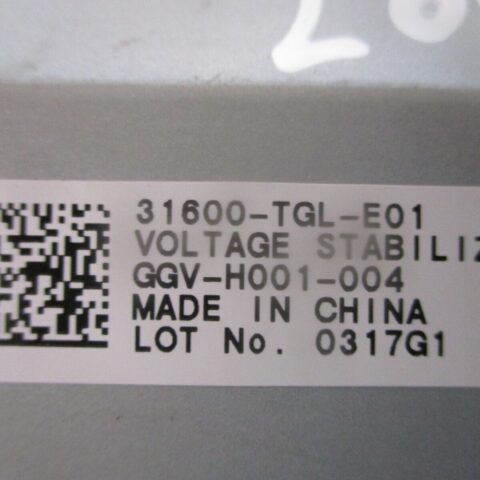 31600-TGL-E01
VOLTAGE STABILIZ
GGV-H001-004
MADE IN CHINA
LOT No. 0317G1